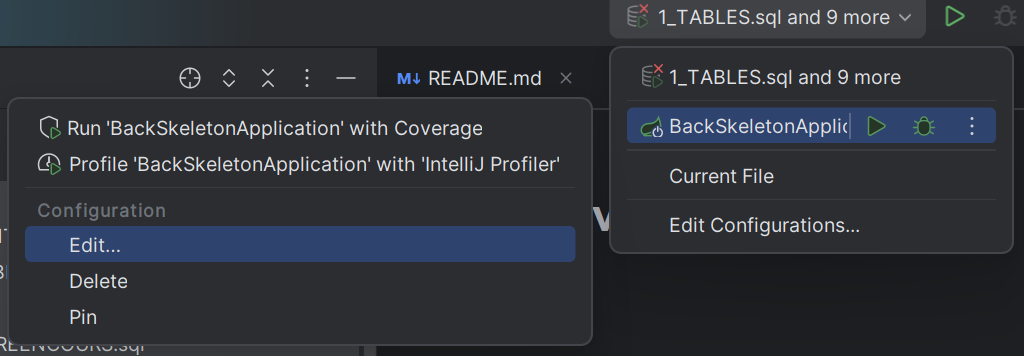 1_TABLES.sql and 9 more
README.md
1_TABLES.sql and 9 more
Run 'BackSkeletonApplication' with Coverage
BackSkeletonApplic
Profile 'BackSkeletonApplication' with 'IntelliJ Profiler'
Current File
Configuration
Edit Configurations...
Edit...
Delete
Pin